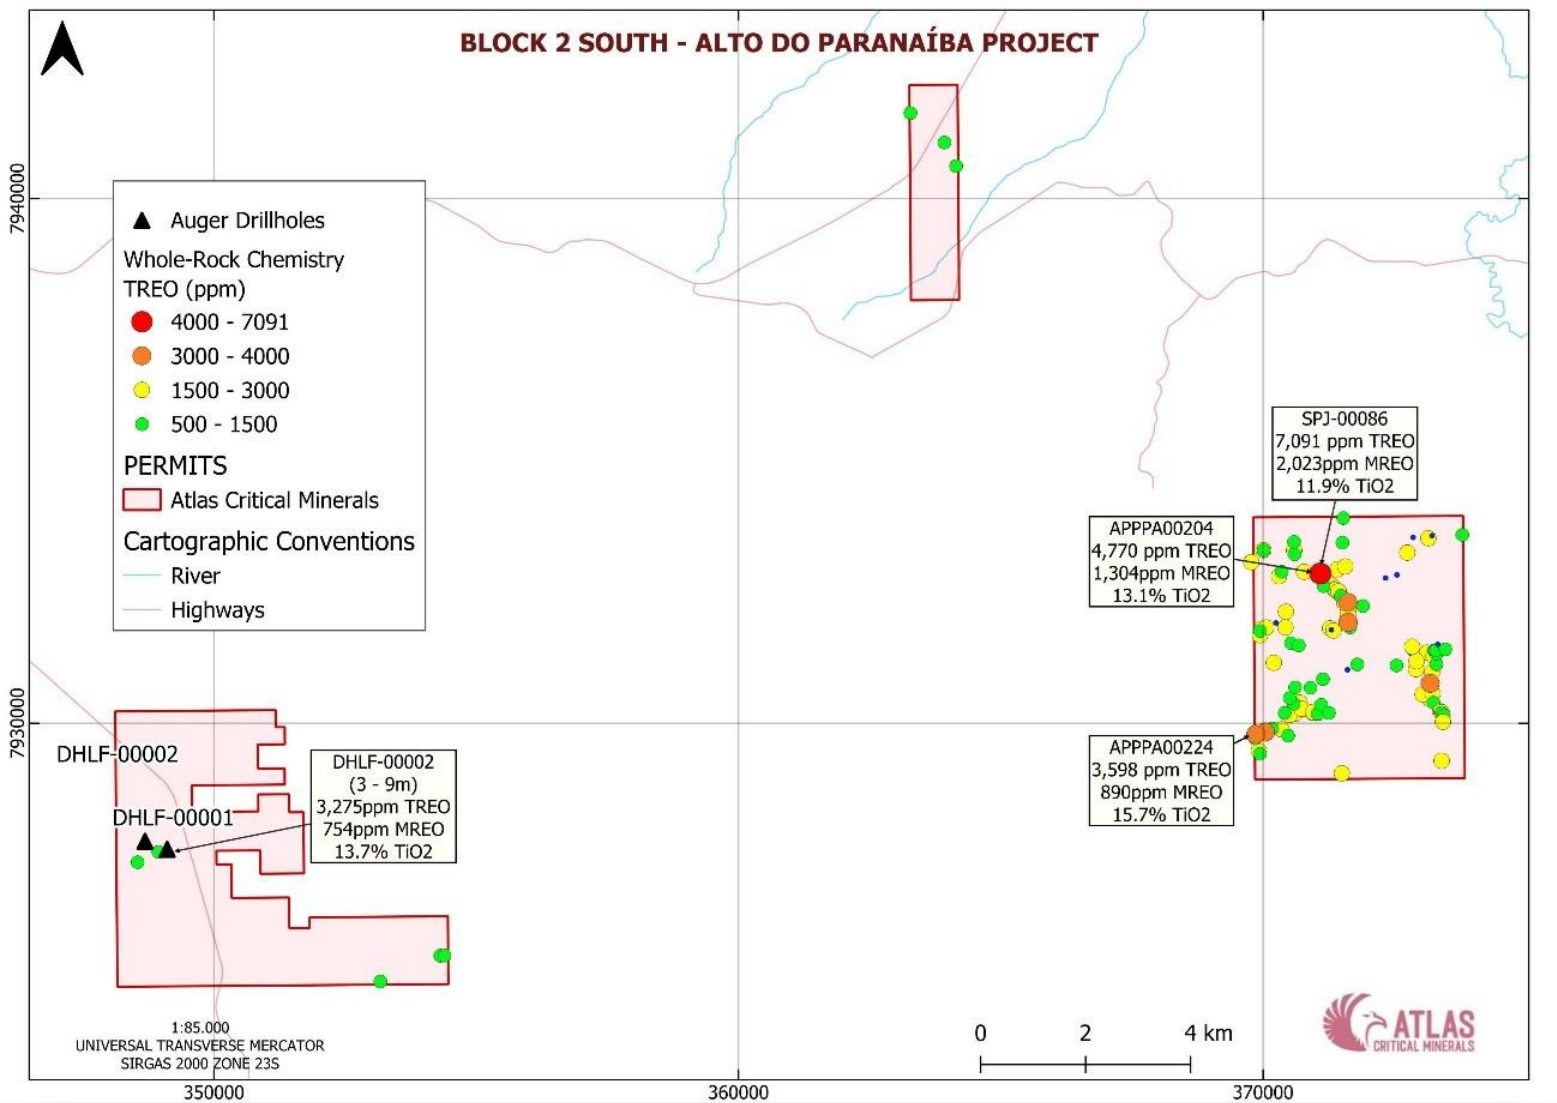 BLOCK 2 SOUTH - ALTO DO PARANAÍBA PROJECT
7940000
Auger Drillholes
Whole-Rock Chemistry
TREO (ppm)
4000 - 7091
3000 - 4000
1500 - 3000
500 - 1500
PERMITS
Atlas Critical Minerals
Cartographic Conventions
River
Highways
SPJ-00086
7,091 ppm TREO
2,023ppm MREO
11.9% TiO2
APPPA00204
4,770 ppm TREO
1,304ppm MREO
13.1% TiO2
7930000
APPPA00224
3,598 ppm TREO
890ppm MREO
15.7% TiO2
DHLF-00002
DHLF-00001
DHLF-00002
(3 - 9m)
3,275ppm TREO
754ppm MREO
13.7% TiO2
1:85.000
UNIVERSAL TRANSVERSE MERCATOR
SIRGAS 2000 ZONE 23S
0 2 4 km
ATLAS
CRITICAL MINERALS
350000 360000 370000